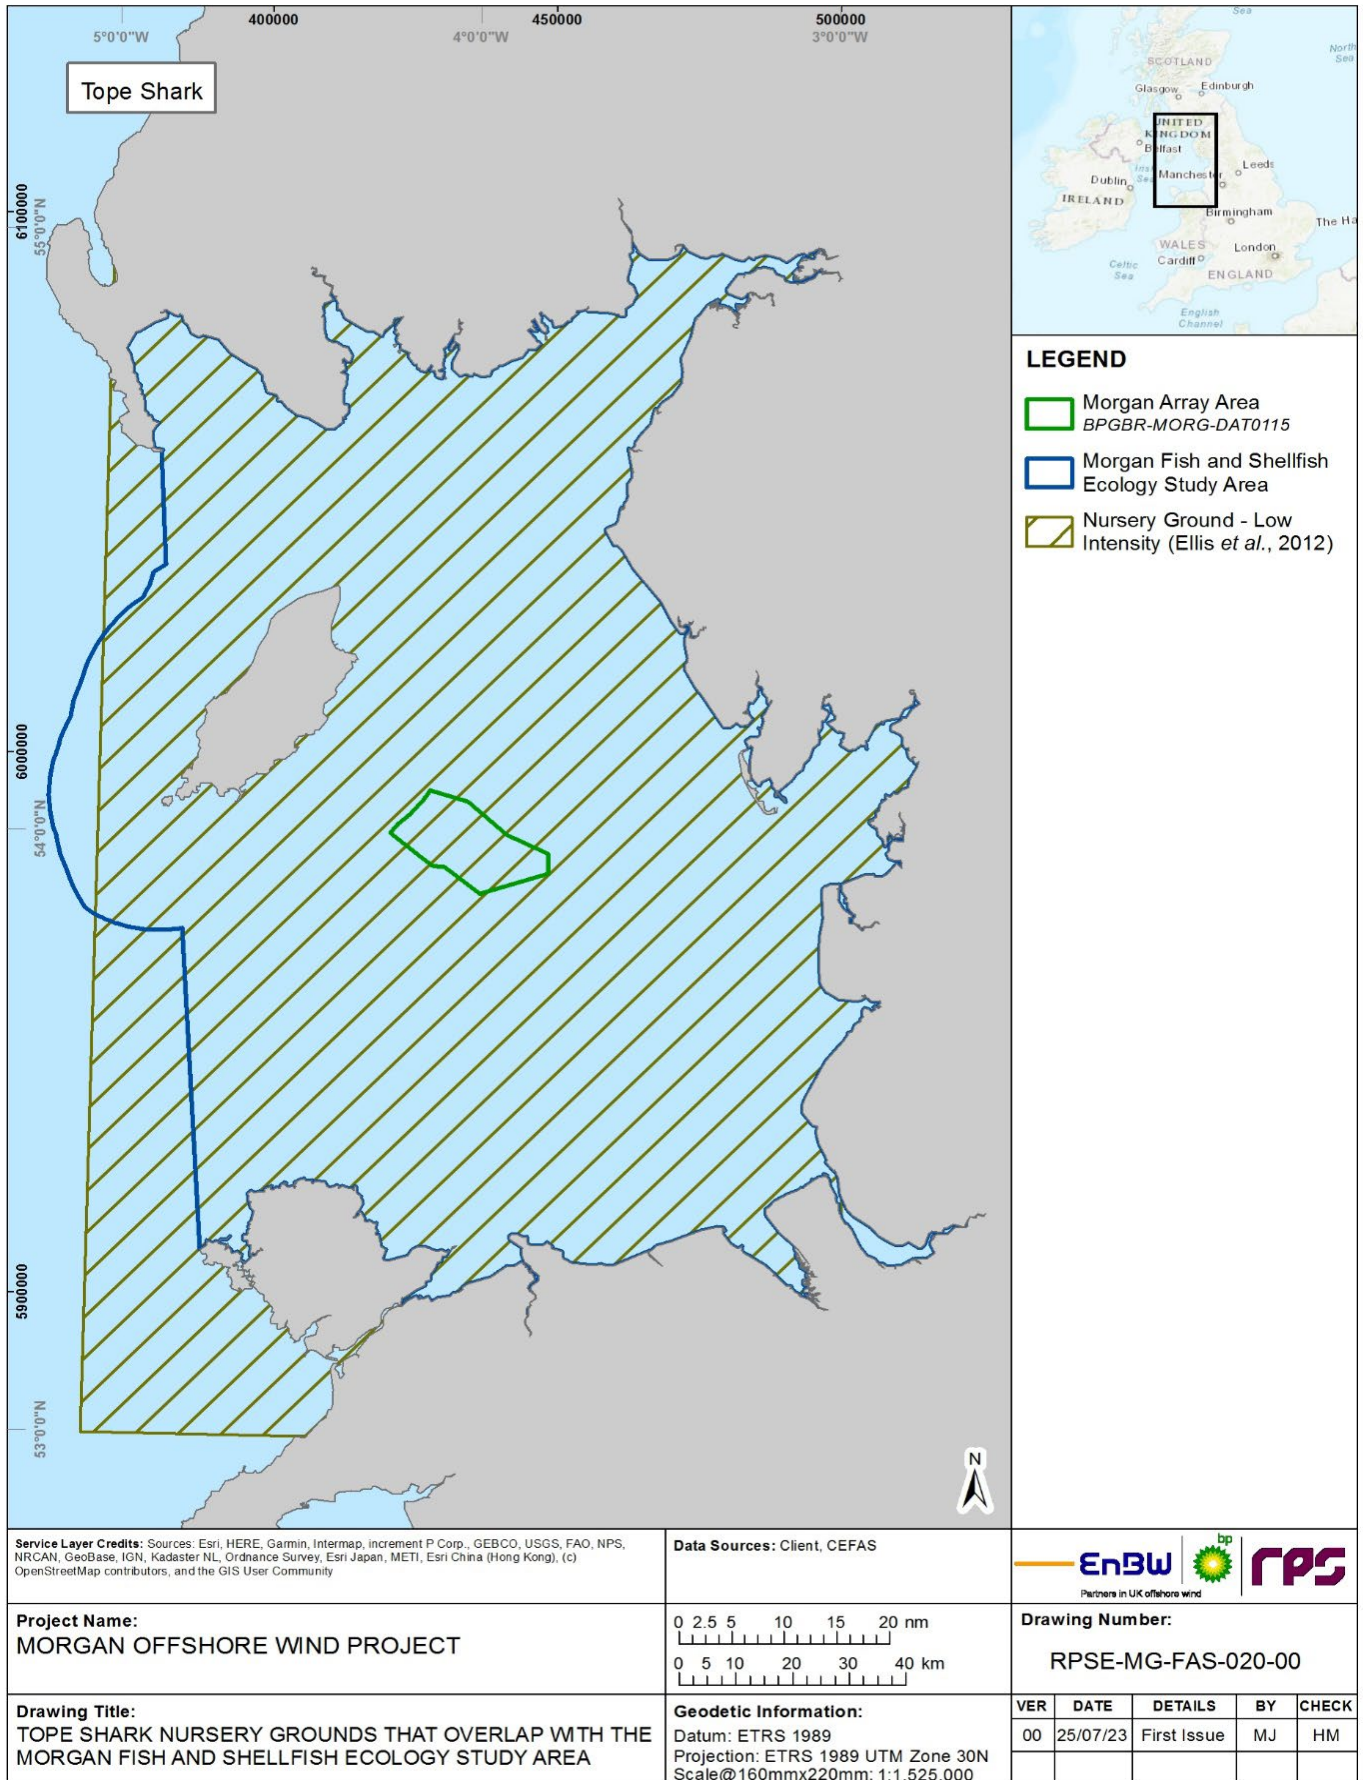 400000
450000
500000
5°0'0"W
4°0'0"W
3°0'0"W
Tope Shark
6100000
55°0'0"N
6000000
54°0'0"N
5900000
53°0'0"N
N
Sea
North
Sea
SCOTLAND
Glasgow
Edinburgh
UNITED
KINGDOM
Belfast
Leeds
Dublin
Manchester
IRELAND
Birmingham
The Ha
WALES
London
Cardiff
Celtic
Sea
ENGLAND
English
Channel
LEGEND
Morgan Array Area
BPGBR-MORG-DAT0115
Morgan Fish and Shellfish
Ecology Study Area
Nursery Ground - Low
Intensity (Ellis et al., 2012)
Service Layer Credits: Sources: Esri, HERE, Garmin, Intermap, increment P Corp., GEBCO, USGS, FAO, NPS,
NRCAN, GeoBase, IGN, Kadaster NL, Ordnance Survey, Esri Japan, METI, Esri China (Hong Kong), (c)
OpenStreetMap contributors, and the GIS User Community
Data Sources: Client, CEFAS
EnBW
Partners in UK offshore wind
bp
rps
Project Name:
MORGAN OFFSHORE WIND PROJECT
0 2.5 5 10 15 20 nm
0 5 10 20 30 40 km
Drawing Number:
RPSE-MG-FAS-020-00
Drawing Title:
TOPE SHARK NURSERY GROUNDS THAT OVERLAP WITH THE
MORGAN FISH AND SHELLFISH ECOLOGY STUDY AREA
Geodetic Information:
Datum: ETRS 1989
Projection: ETRS 1989 UTM Zone 30N
Scale@160mmx220mm: 1:1,525,000
VER DATE DETAILS BY CHECK
00 25/07/23 First Issue MJ HM